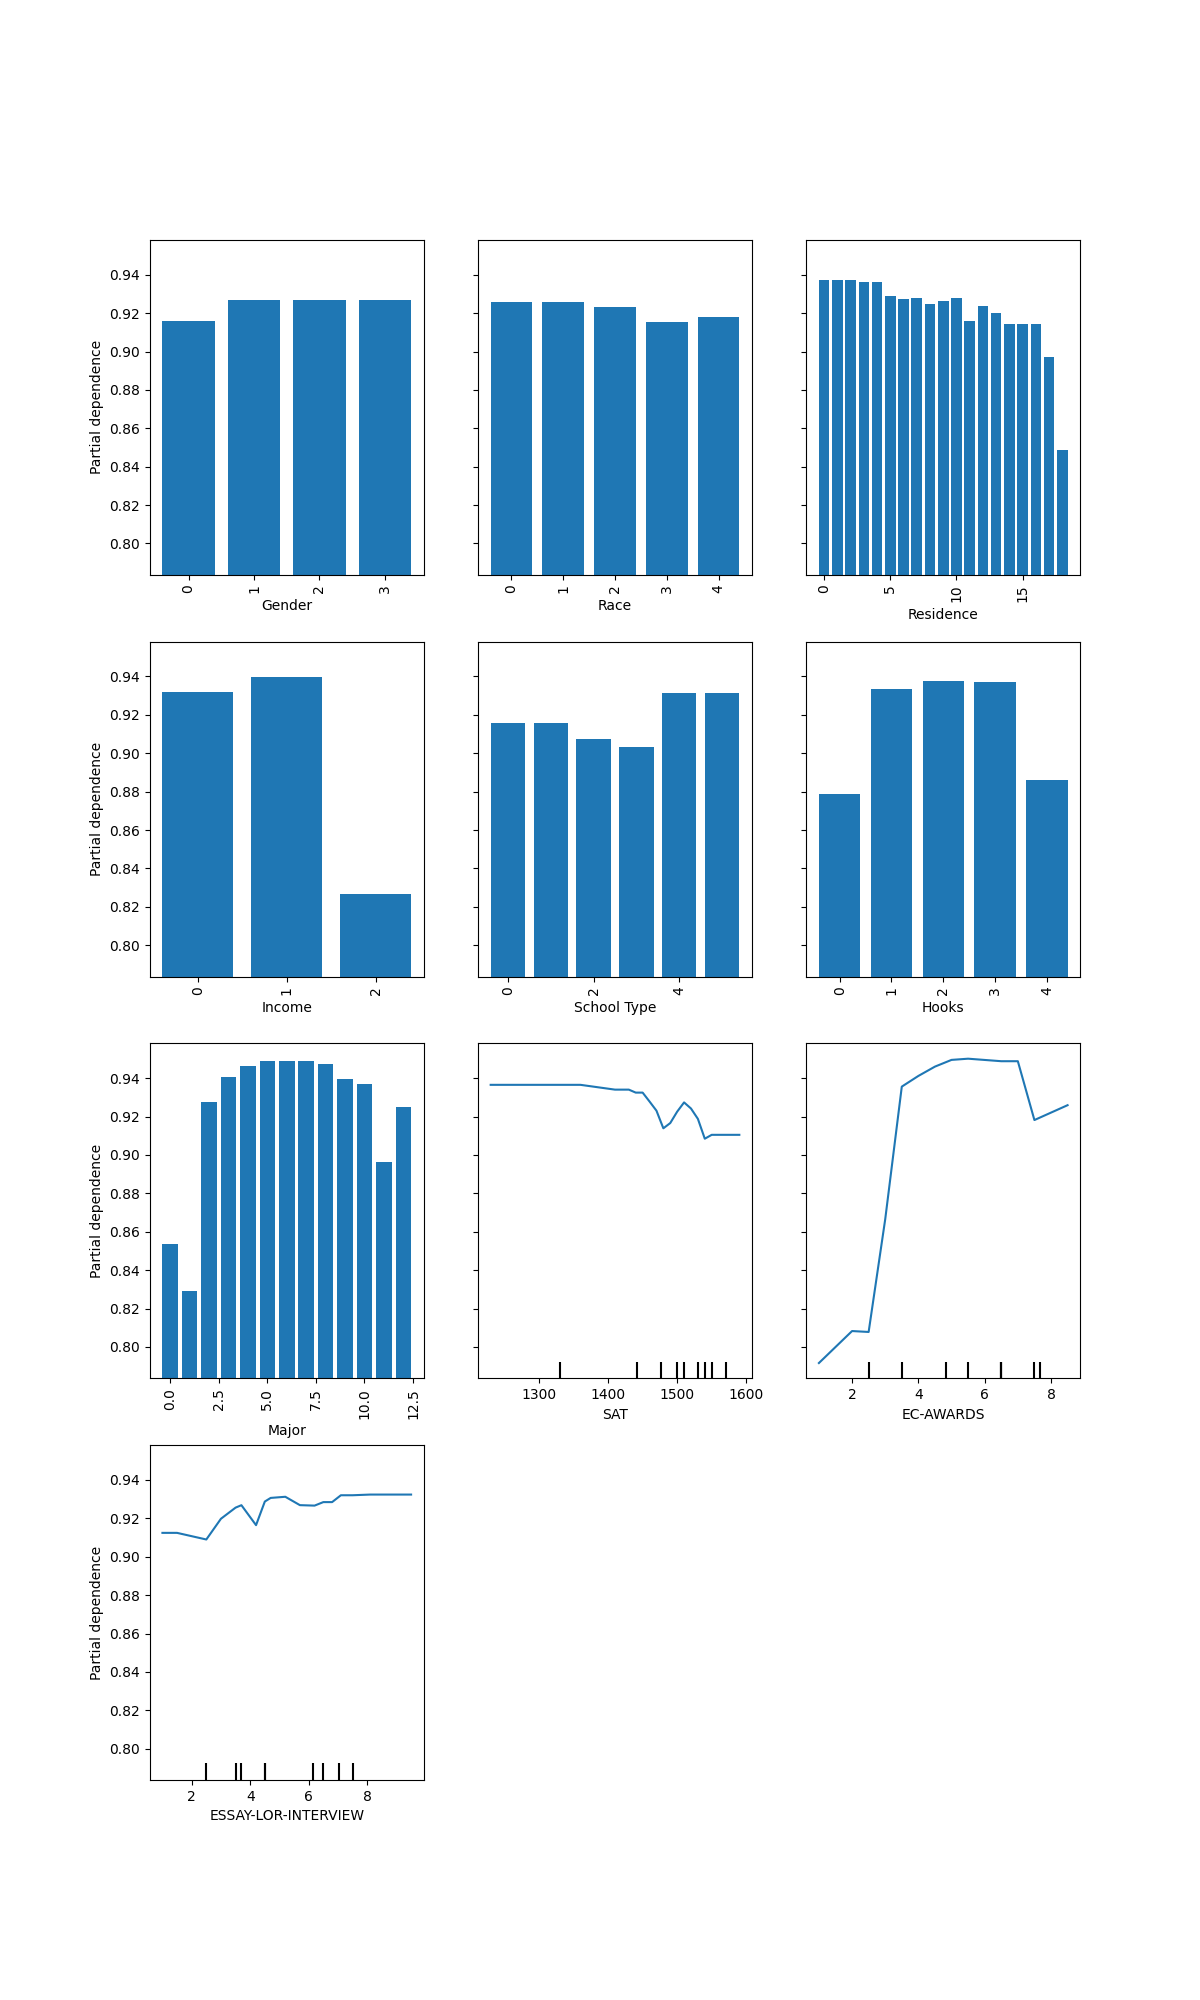 Partial dependence
0.94
0.92
0.90
0.88
0.86
0.84
0.82
0.80
0 1 2 3
Gender
0 1 2 3 4
Race
0 5 10 15
Residence
Partial dependence
0.94
0.92
0.90
0.88
0.86
0.84
0.82
0.80
0 1 2
Income
0 2 4
School Type
0 1 2 3 4
Hooks
Partial dependence
0.94
0.92
0.90
0.88
0.86
0.84
0.82
0.80
0.0 2.5 5.0 7.5 10.0 12.5
Major
1300 1400 1500 1600
SAT
2 4 6 8
EC-AWARDS
Partial dependence
0.94
0.92
0.90
0.88
0.86
0.84
0.82
0.80
2 4 6 8
ESSAY-LOR-INTERVIEW